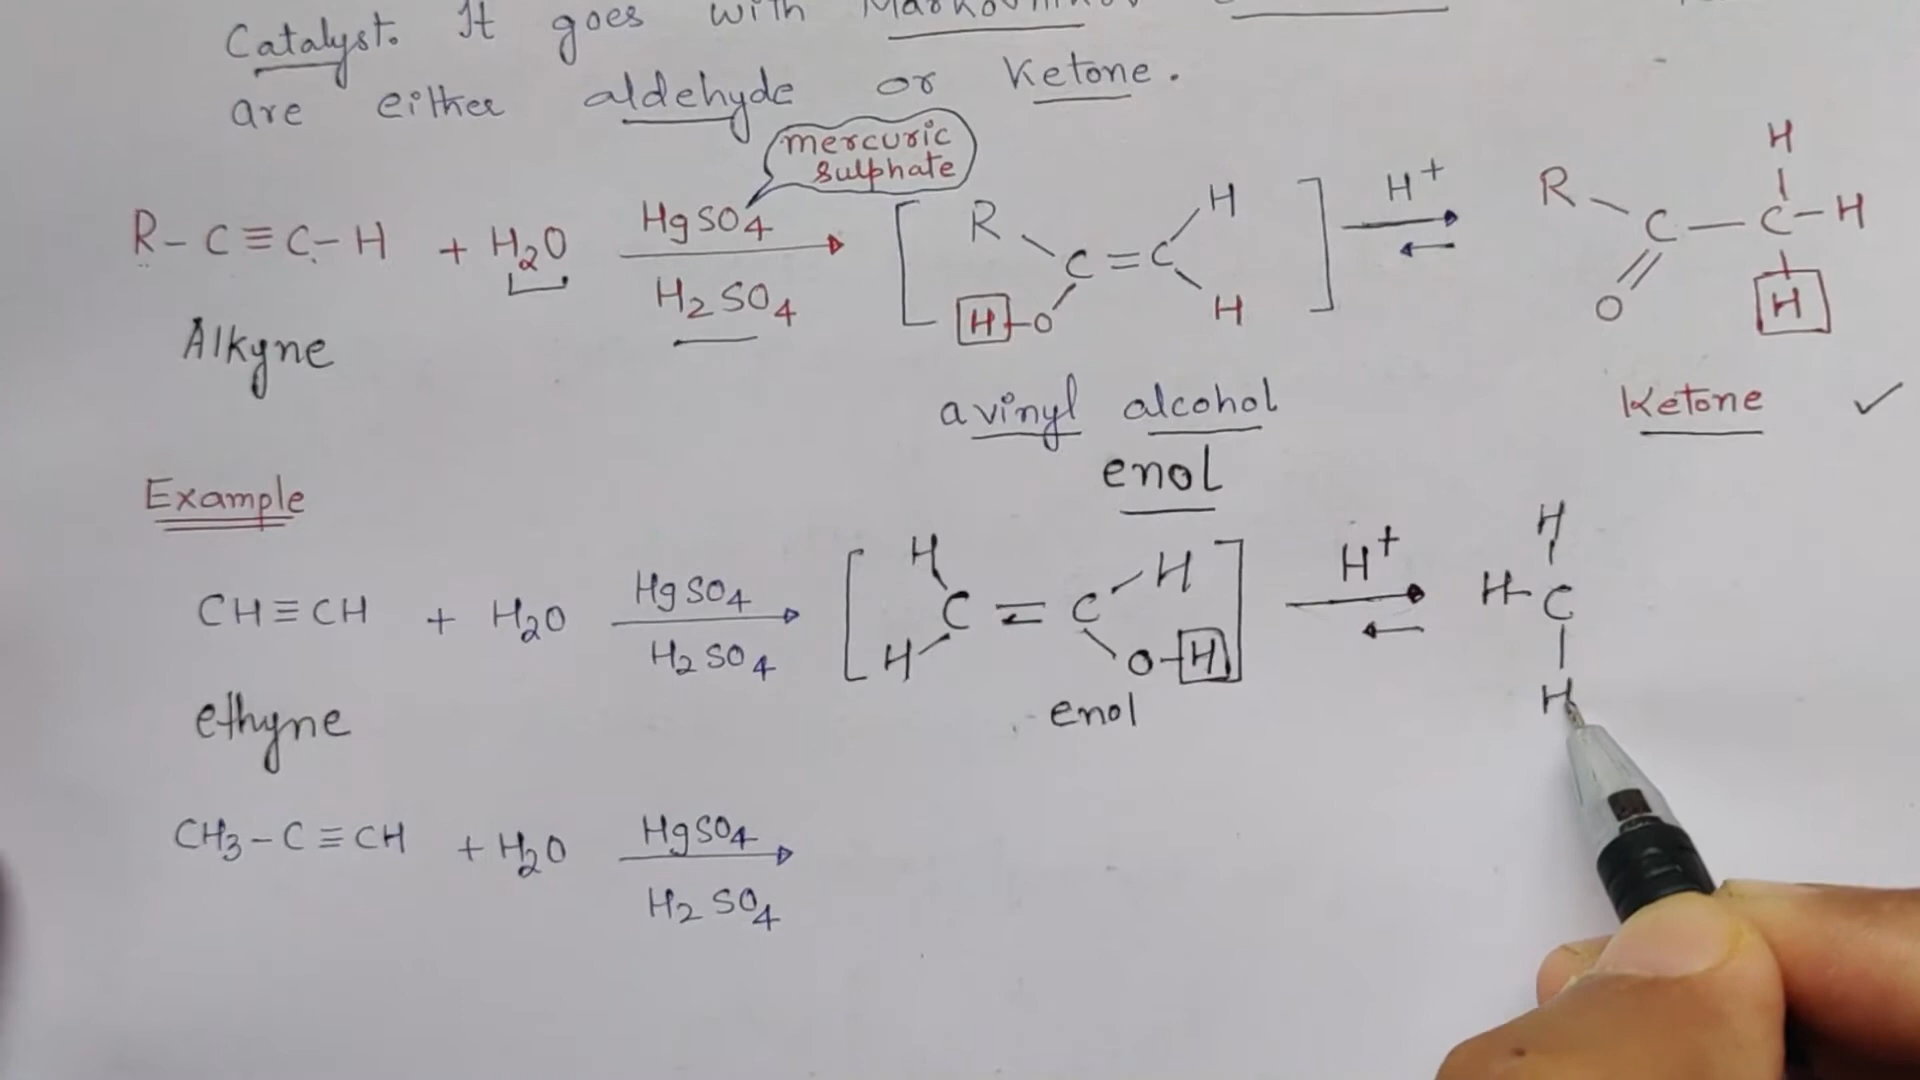 Catalyst. It goes with
are either aldehyde or Ketone.
mercuric
sulphate
R-C≡C-H + H2O HgSO4
H2SO4
[ R H
C=C
H-O H ] H+
R H
C-C-H
O H
Alkyne
a vinyl alcohol
enol
Ketone ✓
Example
CH≡CH + H2O HgSO4
H2SO4
[ H H
C=C
H O-H ] H+
H
H-C
H
ethyne
enol
CH3-C≡CH + H2O HgSO4
H2SO4